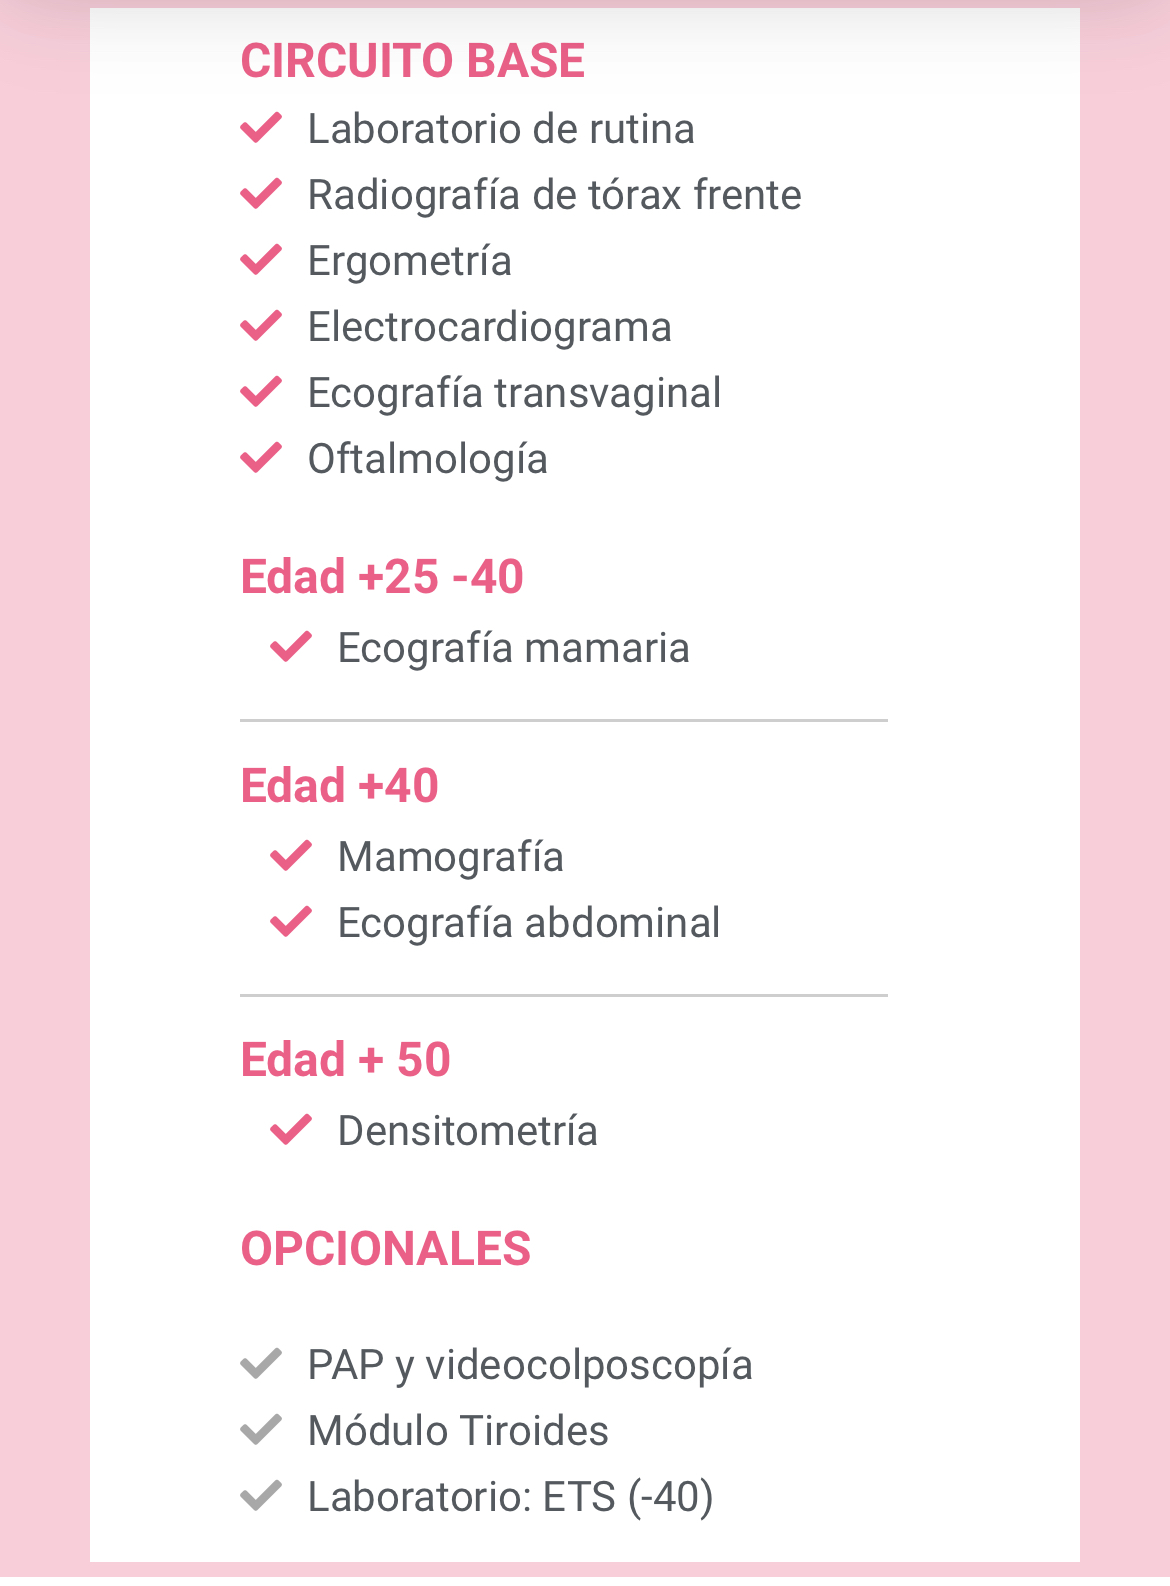 CIRCUITO BASE
Laboratorio de rutina
Radiografía de tórax frente
Ergometría
Electrocardiograma
Ecografía transvaginal
Oftalmología
Edad +25 -40
Ecografía mamaria
Edad +40
Mamografía
Ecografía abdominal
Edad + 50
Densitometría
OPCIONALES
PAP y videocolposcopía
Módulo Tiroides
Laboratorio: ETS (-40)